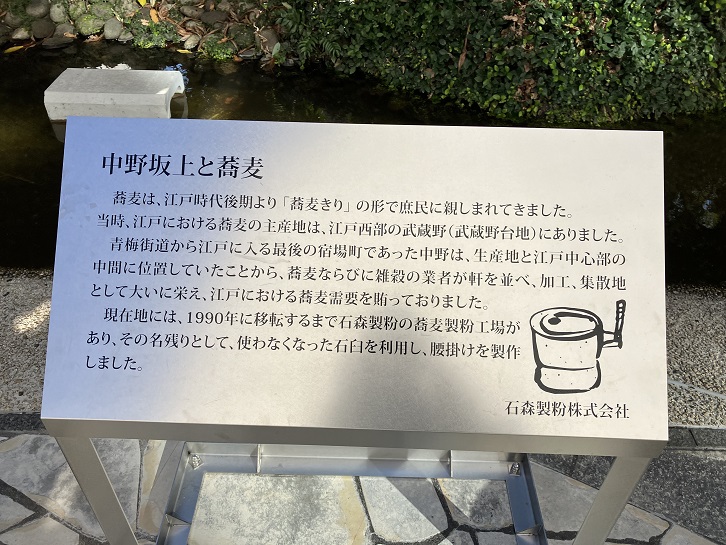 中野坂上と蕎麦
蕎麦は、江戸時代後期より「蕎麦きり」の形で庶民に親しまれてきました。
当時、江戸における蕎麦の主産地は、江戸西部の武蔵野（武蔵野台地）にありました。
青梅街道から江戸に入る最後の宿場町であった中野は、生産地と江戸中心部の
中間に位置していたことから、蕎麦ならびに雑穀の業者が軒を並べ、加工、集散地
として大いに栄え、江戸における蕎麦需要を賄っておりました。
現在地には、1990年に移転するまで石森製粉の蕎麦製粉工場が
あり、その名残りとして、使わなくなった石臼を利用し、腰掛けを製作
しました。
石森製粉株式会社